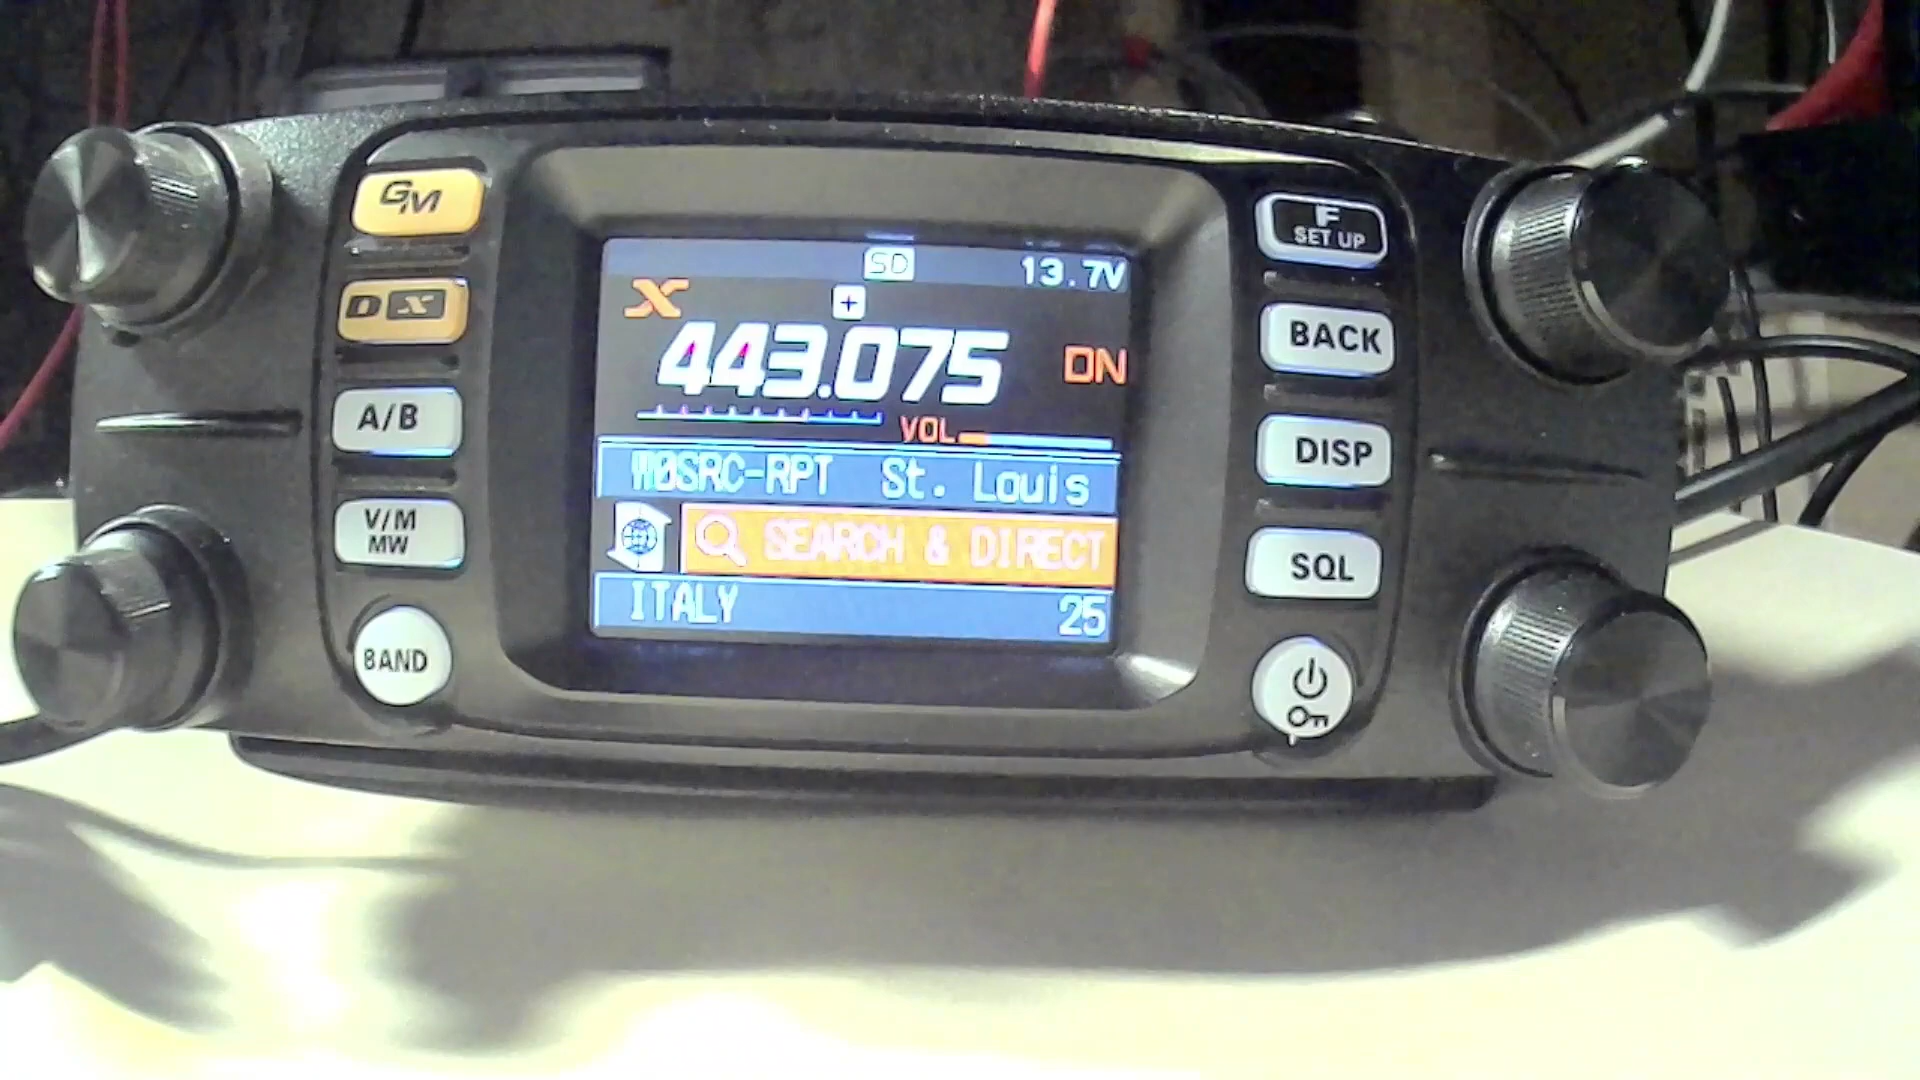 GM
F
SET UP
DX
BACK
A/B
DISP
V/M
MW
SQL
BAND
SD
13.7V
X
+
443.075
DN
VOL
W0SRC-RPT St. Louis
SEARCH & DIRECT
ITALY 25